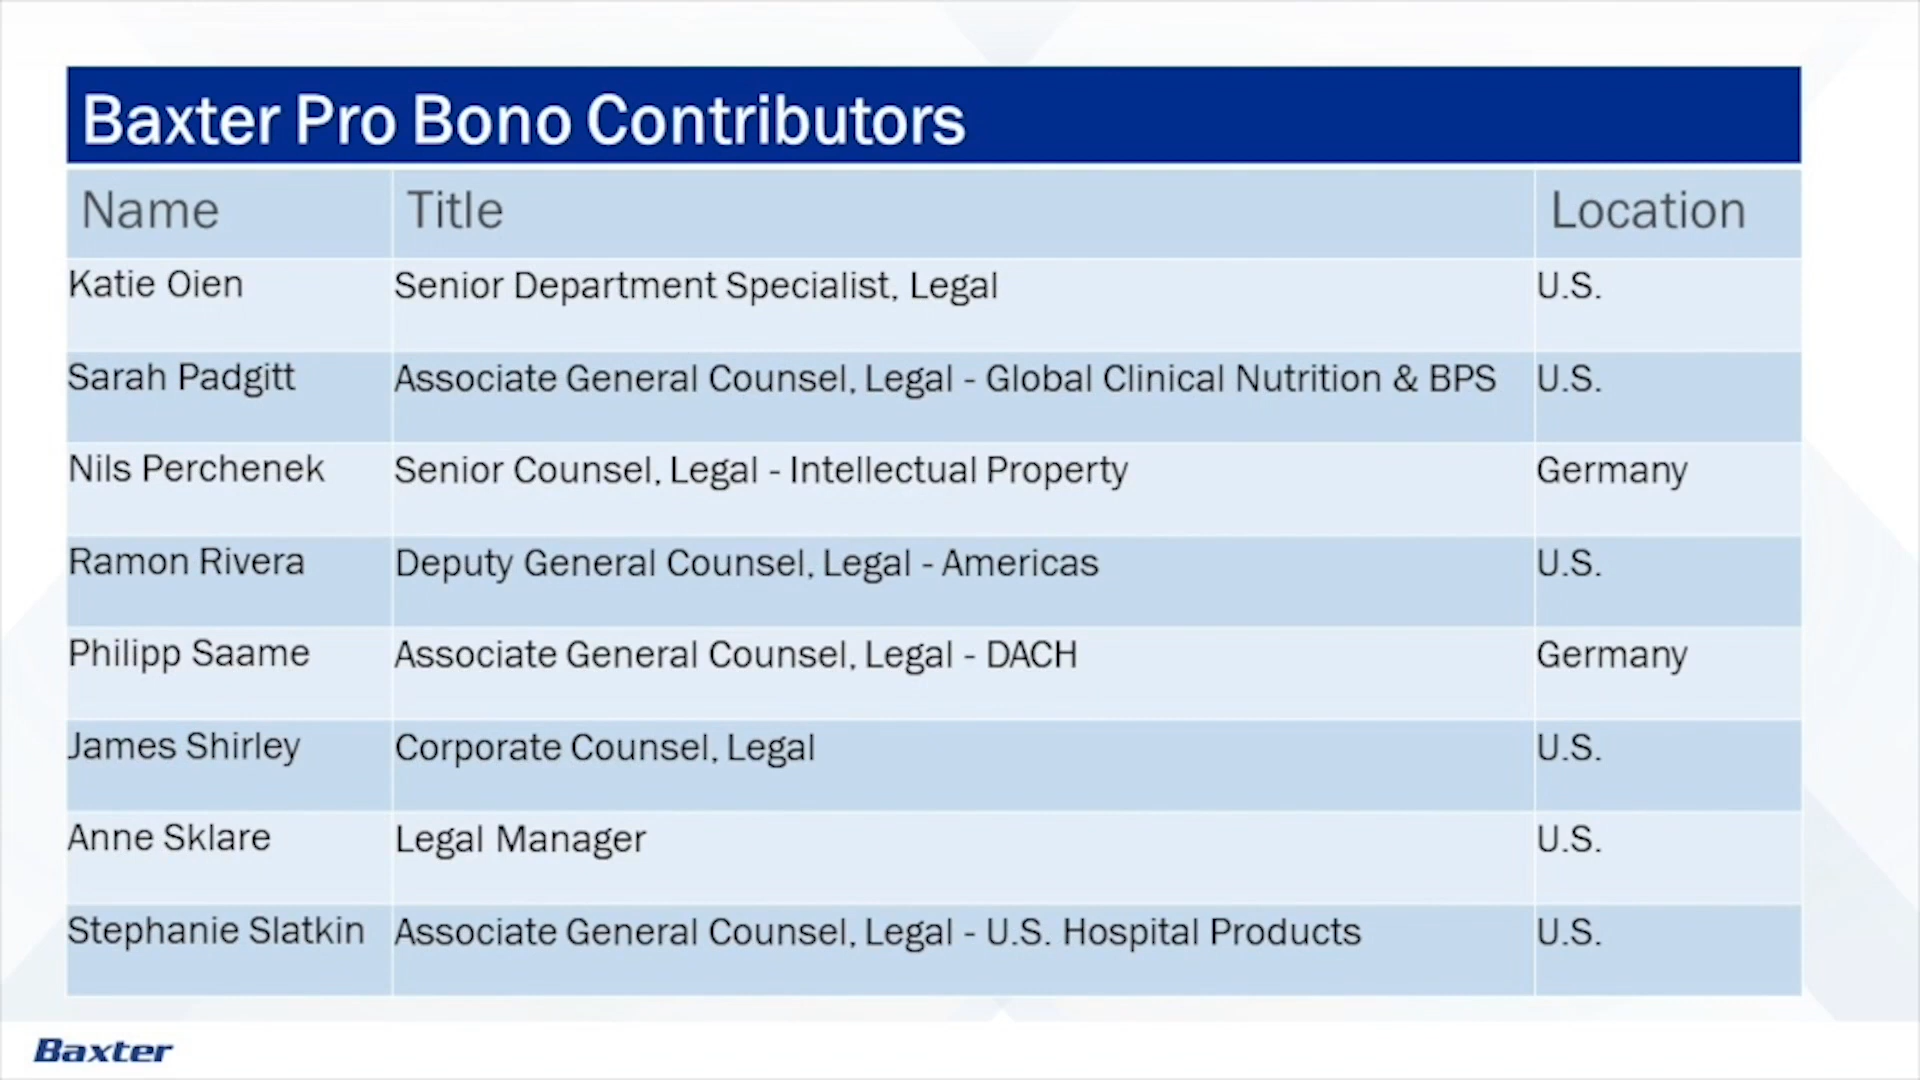 Baxter Pro Bono Contributors
Name Title Location
Katie Oien Senior Department Specialist, Legal U.S.
Sarah Padgitt Associate General Counsel, Legal - Global Clinical Nutrition & BPS U.S.
Nils Perchenek Senior Counsel, Legal - Intellectual Property Germany
Ramon Rivera Deputy General Counsel, Legal - Americas U.S.
Philipp Saame Associate General Counsel, Legal - DACH Germany
James Shirley Corporate Counsel, Legal U.S.
Anne Sklare Legal Manager U.S.
Stephanie Slatkin Associate General Counsel, Legal - U.S. Hospital Products U.S.
Baxter